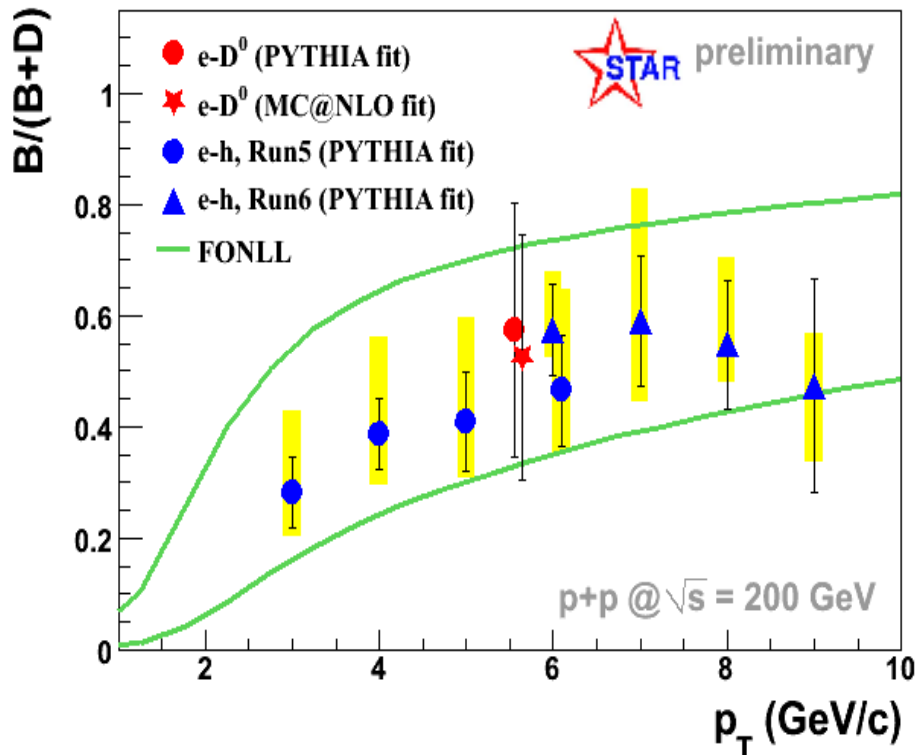 B/(B+D)
e-D⁰ (PYTHIA fit)
e-D⁰ (MC@NLO fit)
e-h, Run5 (PYTHIA fit)
e-h, Run6 (PYTHIA fit)
FONLL
STAR preliminary
1
0.8
0.6
0.4
0.2
0
p+p @ √s = 200 GeV
2 4 6 8 10
p_T (GeV/c)